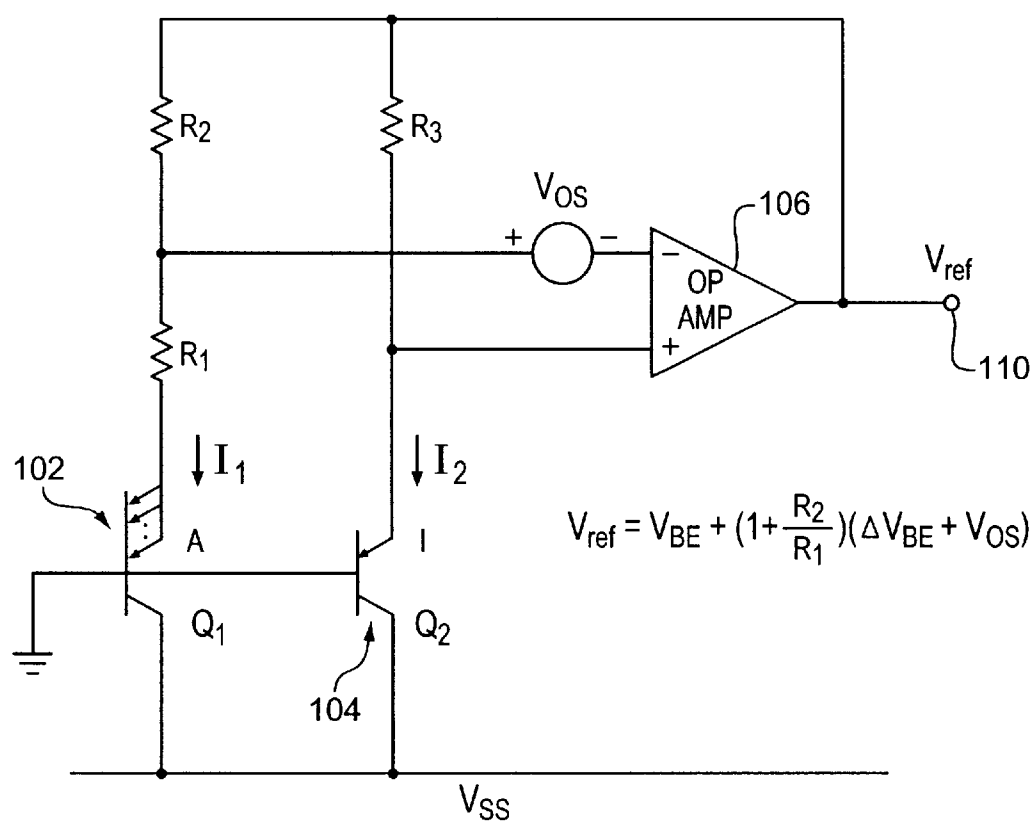 R2
R3
VOS
+
−
106
−
OP
AMP
+
Vref
110
R1
I1
I2
102
A
I
Vref = VBE + (1+ R2/R1)(ΔVBE + VOS)
Q1
Q2
104
VSS